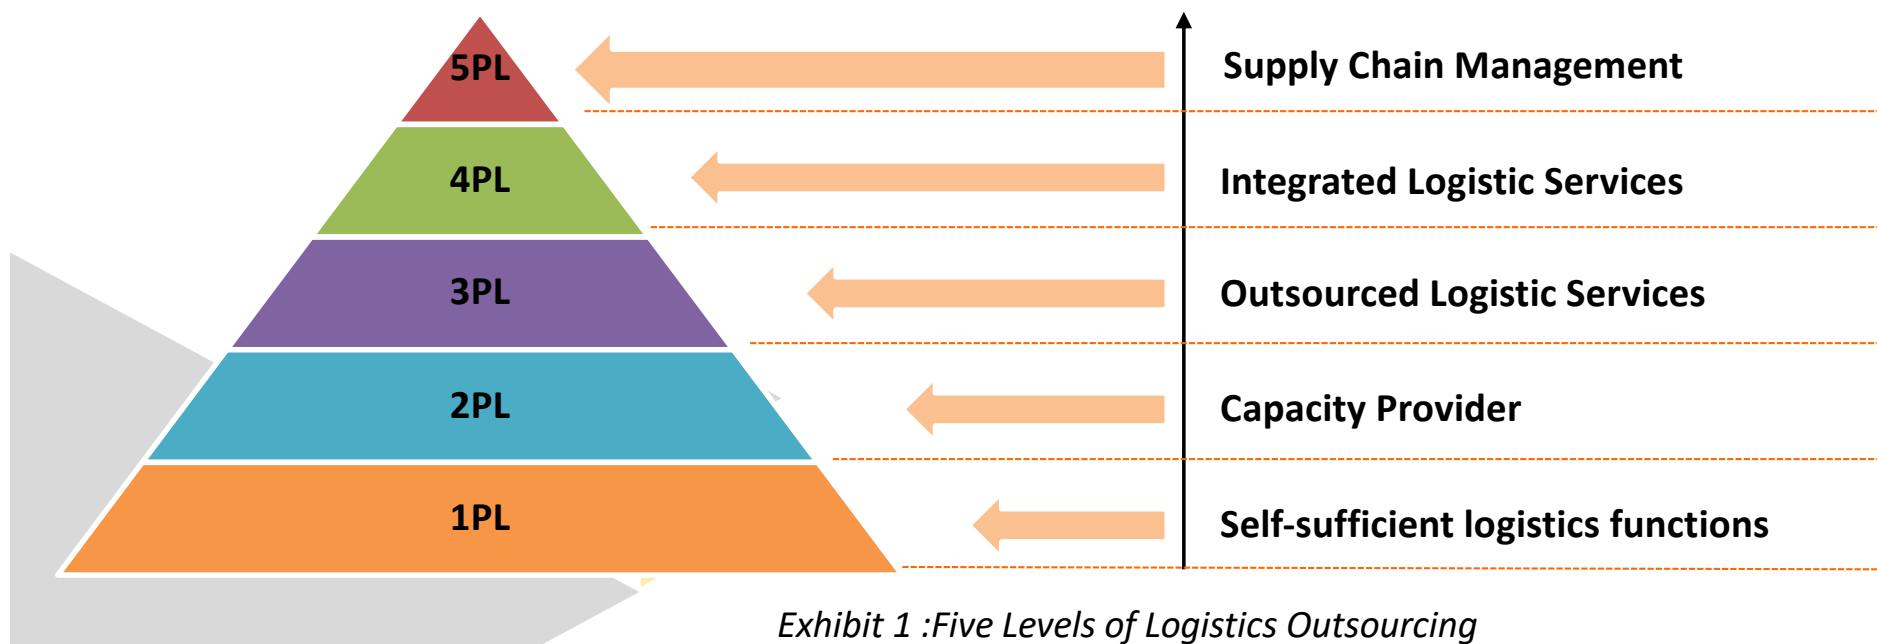 5PL
Supply Chain Management
4PL
Integrated Logistic Services
3PL
Outsourced Logistic Services
2PL
Capacity Provider
1PL
Self-sufficient logistics functions
Exhibit 1 :Five Levels of Logistics Outsourcing